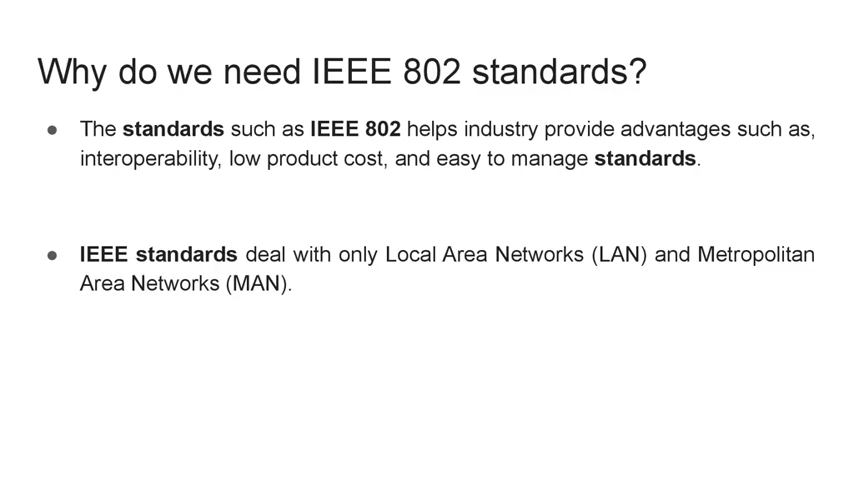 Why do we need IEEE 802 standards?
● The standards such as IEEE 802 helps industry provide advantages such as,
interoperability, low product cost, and easy to manage standards.
● IEEE standards deal with only Local Area Networks (LAN) and Metropolitan
Area Networks (MAN).